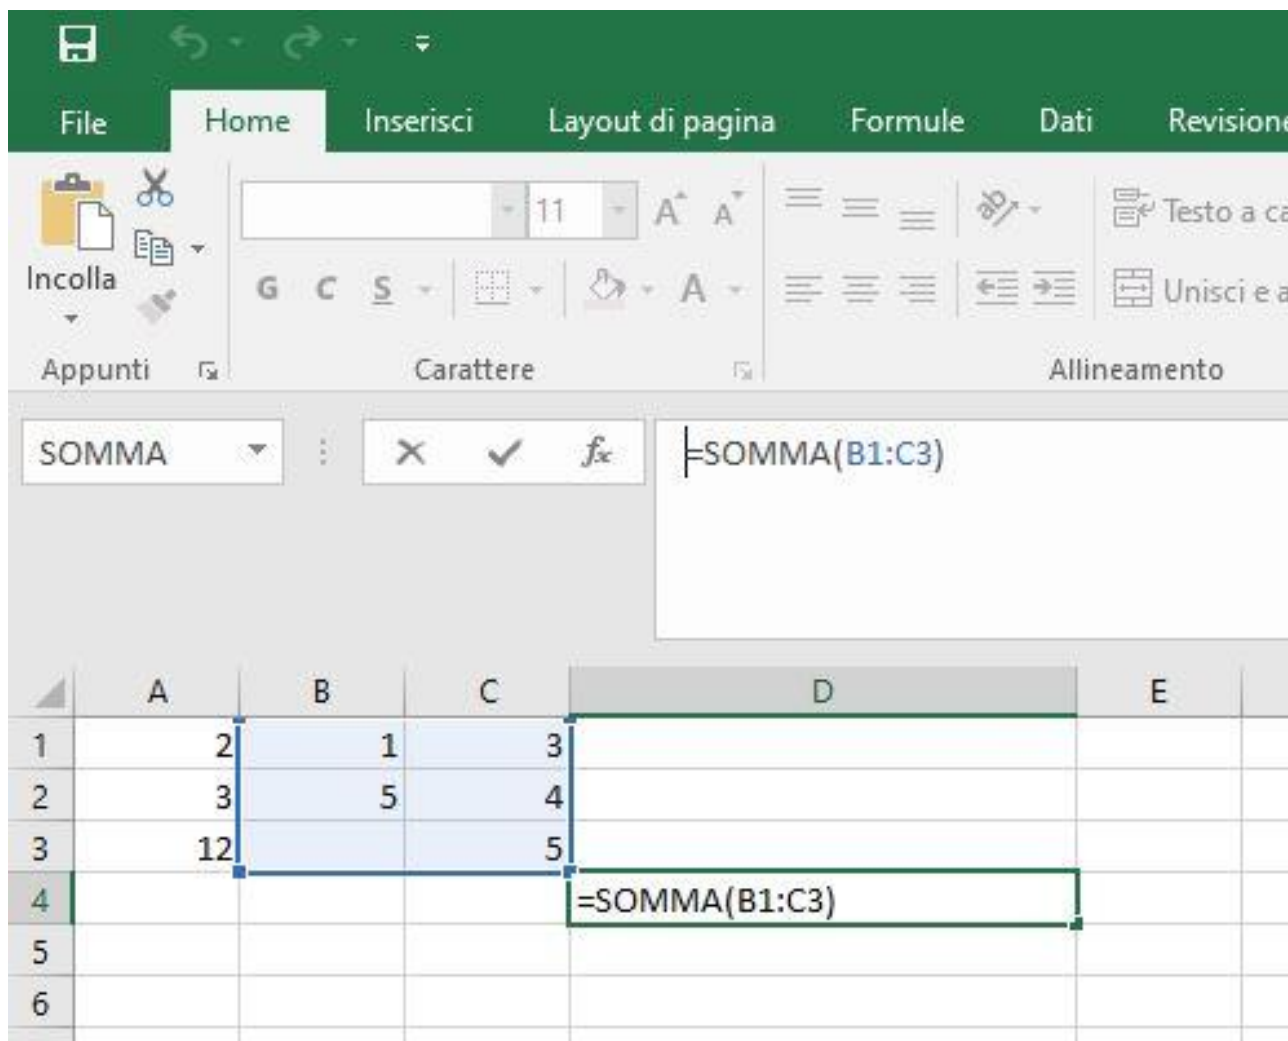 File Home Inserisci Layout di pagina Formule Dati Revisione
11 A A ab Testo a ca
Incolla
G C S A Unisci e a
Appunti Carattere Allineamento
SOMMA fx =SOMMA(B1:C3)
A B C D E
1 2 1 3
2 3 5 4
3 12 5
4 =SOMMA(B1:C3)
5
6